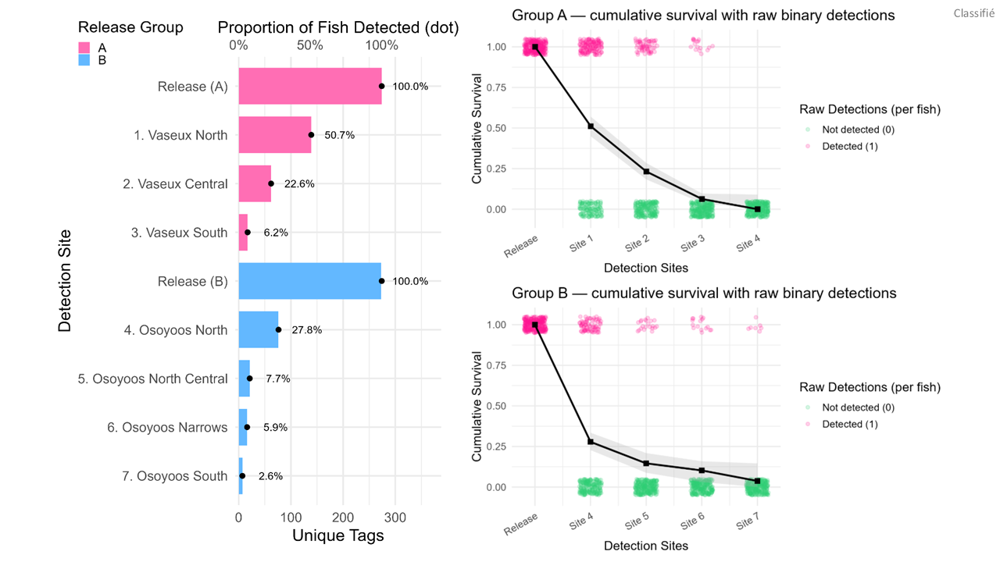 Classifié
Release Group
A
B
Proportion of Fish Detected (dot)
0% 50% 100%
Detection Site
Release (A) 100.0%
1. Vaseux North 50.7%
2. Vaseux Central 22.6%
3. Vaseux South 6.2%
Release (B) 100.0%
4. Osoyoos North 27.8%
5. Osoyoos North Central 7.7%
6. Osoyoos Narrows 5.9%
7. Osoyoos South 2.6%
0 100 200 300
Unique Tags
Group A — cumulative survival with raw binary detections
Cumulative Survival
1.00
0.75
0.50
0.25
0.00
Release Site 1 Site 2 Site 3 Site 4
Detection Sites
Raw Detections (per fish)
Not detected (0)
Detected (1)
Group B — cumulative survival with raw binary detections
Cumulative Survival
1.00
0.75
0.50
0.25
0.00
Release Site 4 Site 5 Site 6 Site 7
Detection Sites
Raw Detections (per fish)
Not detected (0)
Detected (1)